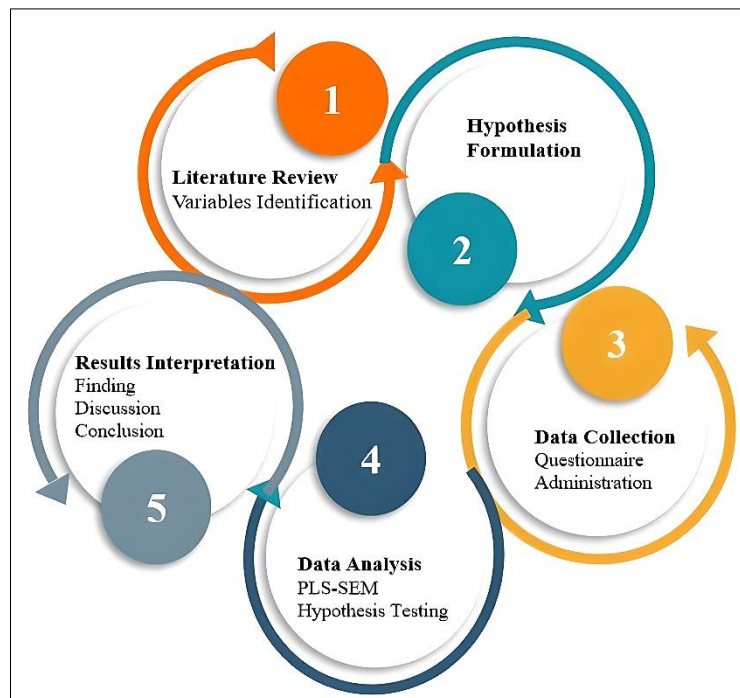 1
Literature Review
Variables Identification
Hypothesis
Formulation
2
3
Data Collection
Questionnaire
Administration
4
Data Analysis
PLS-SEM
Hypothesis Testing
Results Interpretation
Finding
Discussion
Conclusion
5